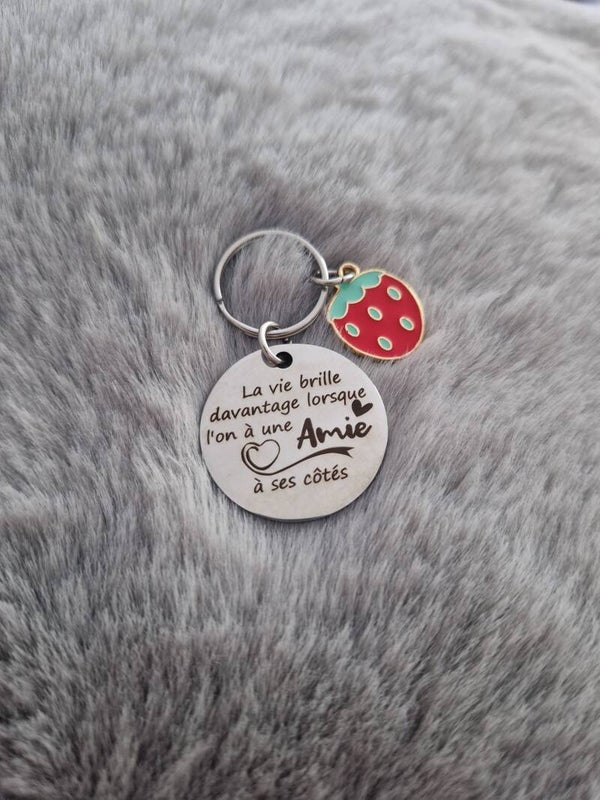 La vie brille
davantage lorsque
l'on à une Amie
à ses côtés